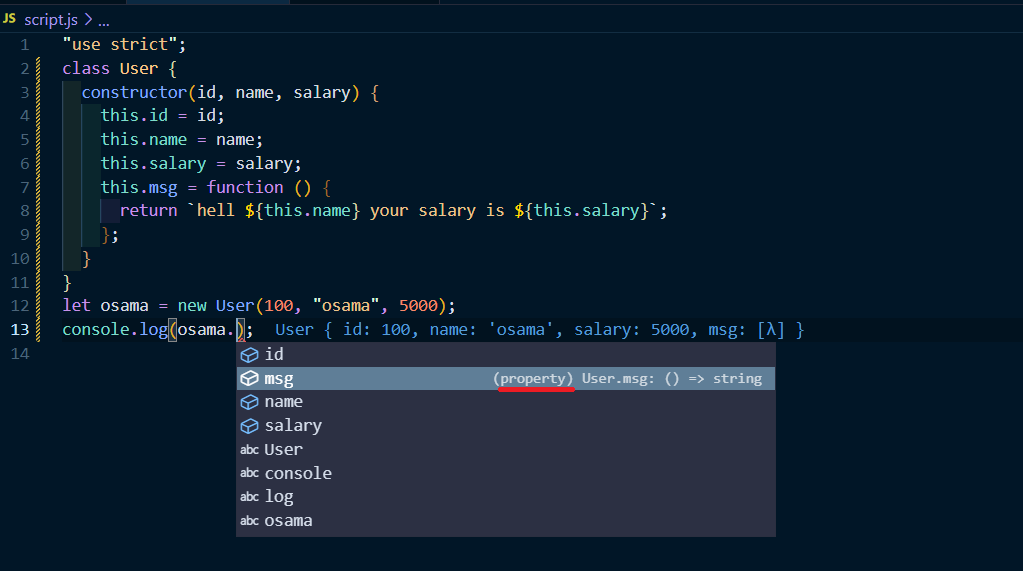 JS script.js > ...
1 "use strict";
2 class User {
3 constructor(id, name, salary) {
4 this.id = id;
5 this.name = name;
6 this.salary = salary;
7 this.msg = function () {
8 return `hell ${this.name} your salary is ${this.salary}`;
9 };
10 }
11 }
12 let osama = new User(100, "osama", 5000);
13 console.log(osama.); User { id: 100, name: 'osama', salary: 5000, msg: [λ] }
14
id
msg (property) User.msg: () => string
name
salary
abc User
abc console
abc log
abc osama